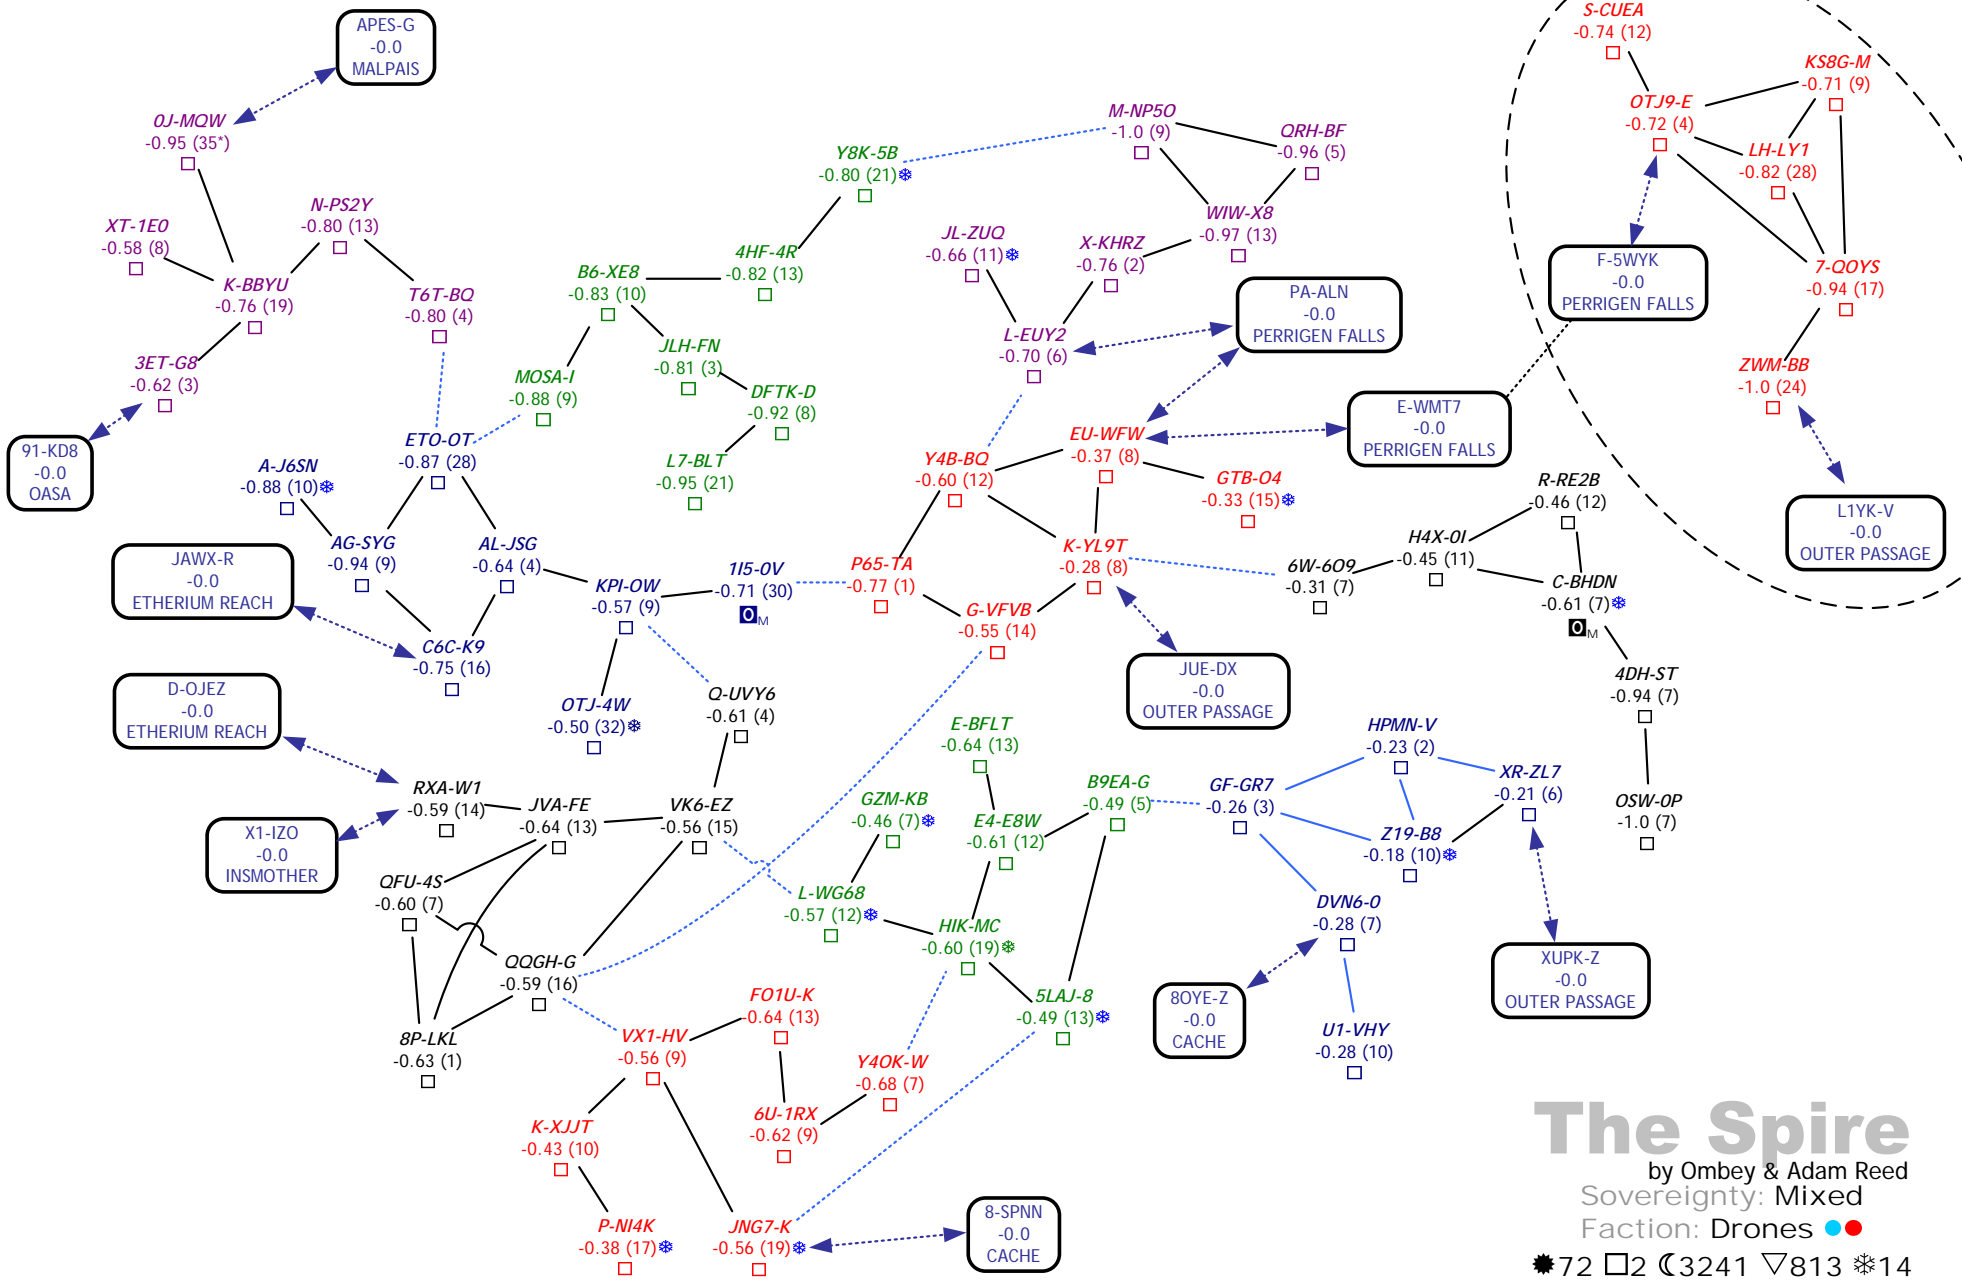 APES-G
-0.0
MALPAIS
0J-MQW
-0.95 (35*)
XT-1E0
-0.58 (8)
N-PS2Y
-0.80 (13)
K-BBYU
-0.76 (19)
T6T-BQ
-0.80 (4)
3ET-G8
-0.62 (3)
91-KD8
-0.0
OASA
Y8K-5B
-0.80 (21)
4HF-4R
-0.82 (13)
B6-XE8
-0.83 (10)
JLH-FN
-0.81 (3)
MOSA-I
-0.88 (9)
DFTK-D
-0.92 (8)
L7-BLT
-0.95 (21)
M-NP5O
-1.0 (9)
QRH-BF
-0.96 (5)
WIW-X8
-0.97 (13)
JL-ZUQ
-0.66 (11)
X-KHRZ
-0.76 (2)
L-EUY2
-0.70 (6)
PA-ALN
-0.0
PERRIGEN FALLS
S-CUEA
-0.74 (12)
KS8G-M
-0.71 (9)
OTJ9-E
-0.72 (4)
LH-LY1
-0.82 (28)
F-5WYK
-0.0
PERRIGEN FALLS
7-QOYS
-0.94 (17)
ZWM-BB
-1.0 (24)
L1YK-V
-0.0
OUTER PASSAGE
E-WMT7
-0.0
PERRIGEN FALLS
ETO-OT
-0.87 (28)
A-J6SN
-0.88 (10)
AG-SYG
-0.94 (9)
AL-JSG
-0.64 (4)
JAWX-R
-0.0
ETHERIUM REACH
C6C-K9
-0.75 (16)
KPI-OW
-0.57 (9)
1I5-0V
-0.71 (30)
O M
OTJ-4W
-0.50 (32)
Y4B-BQ
-0.60 (12)
EU-WFW
-0.37 (8)
GTB-O4
-0.33 (15)
K-YL9T
-0.28 (8)
P65-TA
-0.77 (1)
G-VFVB
-0.55 (14)
JUE-DX
-0.0
OUTER PASSAGE
R-RE2B
-0.46 (12)
H4X-0I
-0.45 (11)
6W-6O9
-0.31 (7)
C-BHDN
-0.61 (7)
O M
4DH-ST
-0.94 (7)
OSW-0P
-1.0 (7)
D-OJEZ
-0.0
ETHERIUM REACH
Q-UVY6
-0.61 (4)
RXA-W1
-0.59 (14)
JVA-FE
-0.64 (13)
VK6-EZ
-0.56 (15)
X1-IZO
-0.0
INSMOTHER
QFU-4S
-0.60 (7)
QQGH-G
-0.59 (16)
8P-LKL
-0.63 (1)
E-BFLT
-0.64 (13)
GZM-KB
-0.46 (7)
E4-E8W
-0.61 (12)
B9EA-G
-0.49 (5)
L-WG68
-0.57 (12)
HIK-MC
-0.60 (19)
5LAJ-8
-0.49 (13)
GF-GR7
-0.26 (3)
HPMN-V
-0.23 (2)
XR-ZL7
-0.21 (6)
Z19-B8
-0.18 (10)
DVN6-0
-0.28 (7)
8OYE-Z
-0.0
CACHE
U1-VHY
-0.28 (10)
XUPK-Z
-0.0
OUTER PASSAGE
FO1U-K
-0.64 (13)
VX1-HV
-0.56 (9)
Y4OK-W
-0.68 (7)
6U-1RX
-0.62 (9)
K-XJJT
-0.43 (10)
P-NI4K
-0.38 (17)
JNG7-K
-0.56 (19)
8-SPNN
-0.0
CACHE
The Spire
by Ombey & Adam Reed
Sovereignty: Mixed
Faction: Drones
72 2 3241 813 14